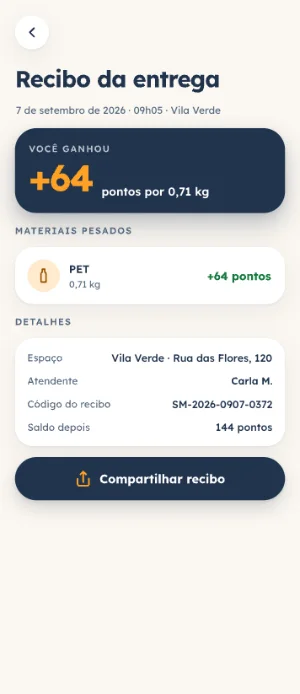 Recibo da entrega
7 de setembro de 2026 · 09h05 · Vila Verde
VOCÊ GANHOU
+64 pontos por 0,71 kg
MATERIAIS PESADOS
PET
0,71 kg
+64 pontos
DETALHES
Espaço Vila Verde · Rua das Flores, 120
Atendente Carla M.
Código do recibo SM-2026-0907-0372
Saldo depois 144 pontos
Compartilhar recibo